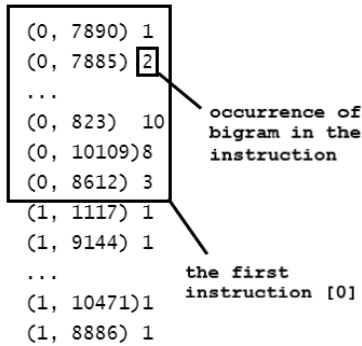 (0, 7890) 1
(0, 7885) 2
...
(0, 823) 10
(0, 10109)8
(0, 8612) 3
(1, 1117) 1
(1, 9144) 1
...
(1, 10471)1
(1, 8886) 1
occurrence of
bigram in the
instruction
the first
instruction [0]